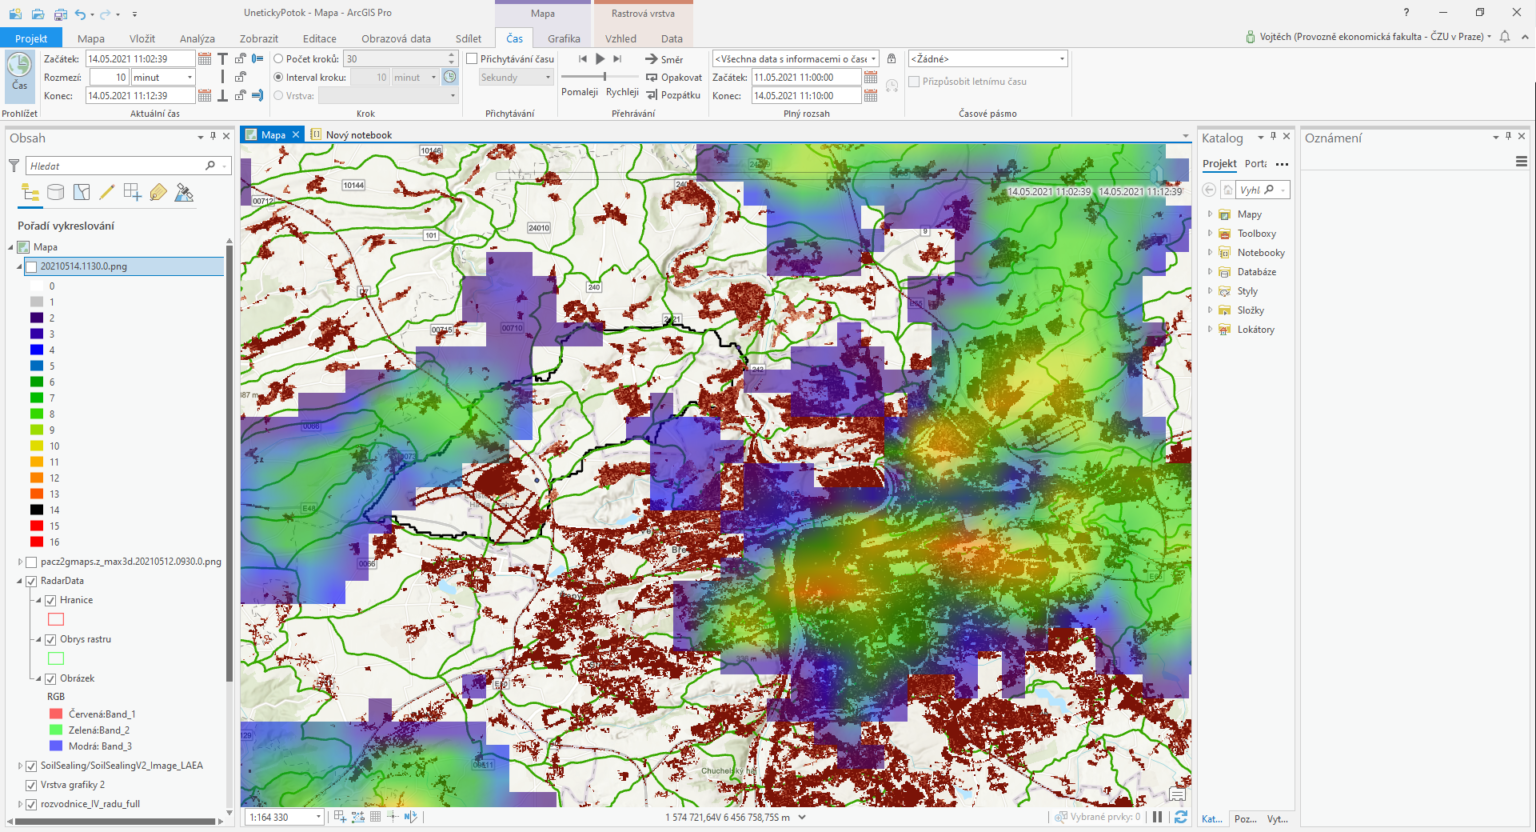 UnetickyPotok - Mapa - ArcGIS Pro
Mapa
Rastrová vrstva
?
Projekt
Mapa
Vložit
Analýza
Zobrazit
Editace
Obrazová data
Sdílet
Čas
Grafika
Vzhled
Data
Vojtěch (Provozně ekonomická fakulta - ČZU v Praze)
Začátek: 14.05.2021 11:02:39
Rozmezí: 10 minut
Konec: 14.05.2021 11:12:39
Čas
Prohlížet
Aktuální čas
Počet kroků: 30
Interval kroku: 10 minut
Vrstva:
Krok
Přichytávání času
Sekundy
Přichytávání
Pomaleji Rychleji
Směr
Opakovat
Pozpátku
Přehrávání
<Všechna data s informacemi o čase
Začátek: 11.05.2021 11:00:00
Konec: 14.05.2021 11:10:00
Plný rozsah
<Žádné>
Přizpůsobit letnímu času
Časové pásmo
Obsah
Hledat
Pořadí vykreslování
Mapa
20210514.1130.0.png
0
1
2
3
4
5
6
7
8
9
10
11
12
13
14
15
16
pacz2gmaps.z_max3d.20210512.0930.0.png
RadarData
Hranice
Obrys rastru
Obrázek
RGB
Červená:Band_1
Zelená:Band_2
Modrá: Band_3
SoilSealing/SoilSealingV2_Image_LAEA
Vrstva grafiky 2
rozvodnice_IV_radu_full
Mapa
Nový notebook
14.05.2021 11:02:39 14.05.2021 11:12:39
10146
10144
00712
24010
101
9
D7
240
00715
00710
2421
242
E48
0066
Chuchelský háj
1:164 330
1 574 721,64V 6 456 758,75S m
Vybrané prvky: 0
Katalog
Projekt
Portá
Vyhl
Mapy
Toolboxy
Notebooky
Databáze
Styly
Složky
Lokátory
Kat...
Poz...
Vyt...
Oznámení